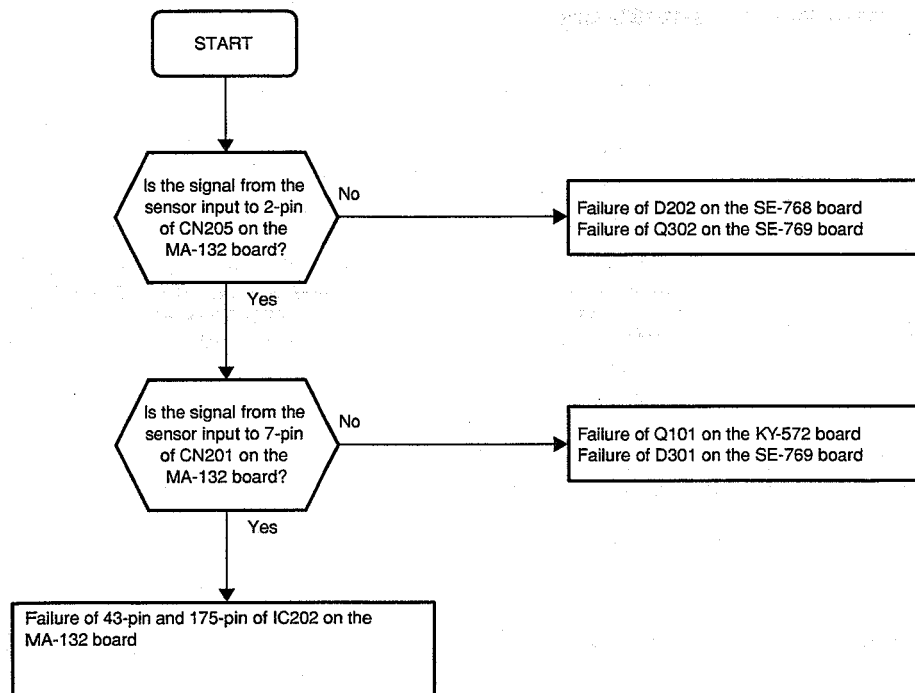 START
Is the signal from the
sensor input to 2-pin
of CN205 on the
MA-132 board?
No
Failure of D202 on the SE-768 board
Failure of Q302 on the SE-769 board
Yes
Is the signal from the
sensor input to 7-pin
of CN201 on the
MA-132 board?
No
Failure of Q101 on the KY-572 board
Failure of D301 on the SE-769 board
Yes
Failure of 43-pin and 175-pin of IC202 on the
MA-132 board